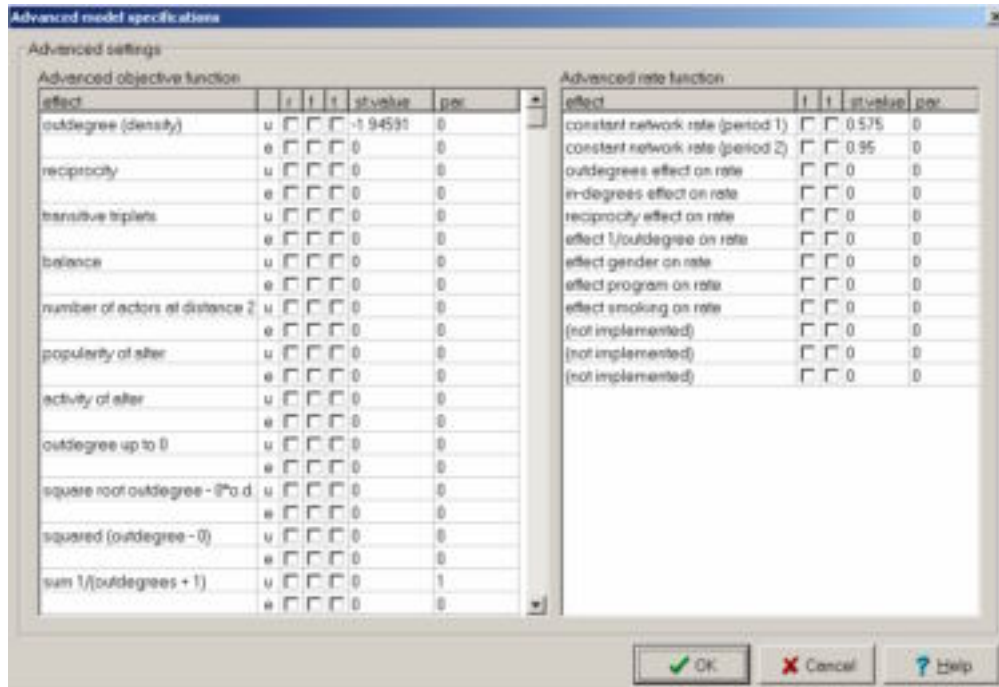 Advanced model specifications
Advanced settings
Advanced objective function
effect r f t st.value par.
outdegree (density) u -1.94591 0
e 0 0
reciprocity u 0 0
e 0 0
transitive triplets u 0 0
e 0 0
balance u 0 0
e 0 0
number of actors at distance 2 u 0 0
e 0 0
popularity of alter u 0 0
e 0 0
activity of alter u 0 0
e 0 0
outdegree up to 0 u 0 0
e 0 0
square root outdegree - 0*o.d. u 0 0
e 0 0
squared (outdegree - 0) u 0 0
e 0 0
sum 1/(outdegrees + 1) u 0 1
e 0 0
Advanced rate function
effect f t st.value par.
constant network rate (period 1) 0.575 0
constant network rate (period 2) 0.95 0
outdegrees effect on rate 0 0
in-degrees effect on rate 0 0
reciprocity effect on rate 0 0
effect 1/outdegree on rate 0 0
effect gender on rate 0 0
effect program on rate 0 0
effect smoking on rate 0 0
(not implemented) 0 0
(not implemented) 0 0
(not implemented) 0 0
OK Cancel Help